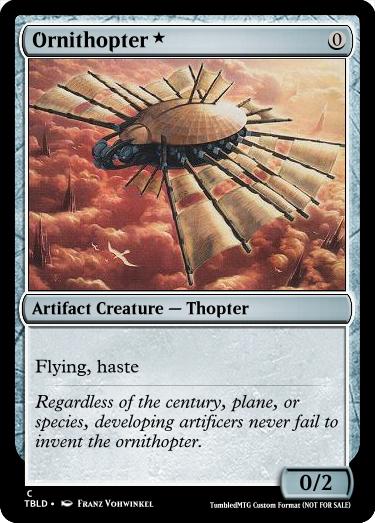 Ornithopter ★ 0
Artifact Creature — Thopter
Flying, haste
Regardless of the century, plane, or
species, developing artificers never fail to
invent the ornithopter.
0/2
C
TBLD • Franz Vohwinkel TumbledMTG Custom Format (NOT FOR SALE)